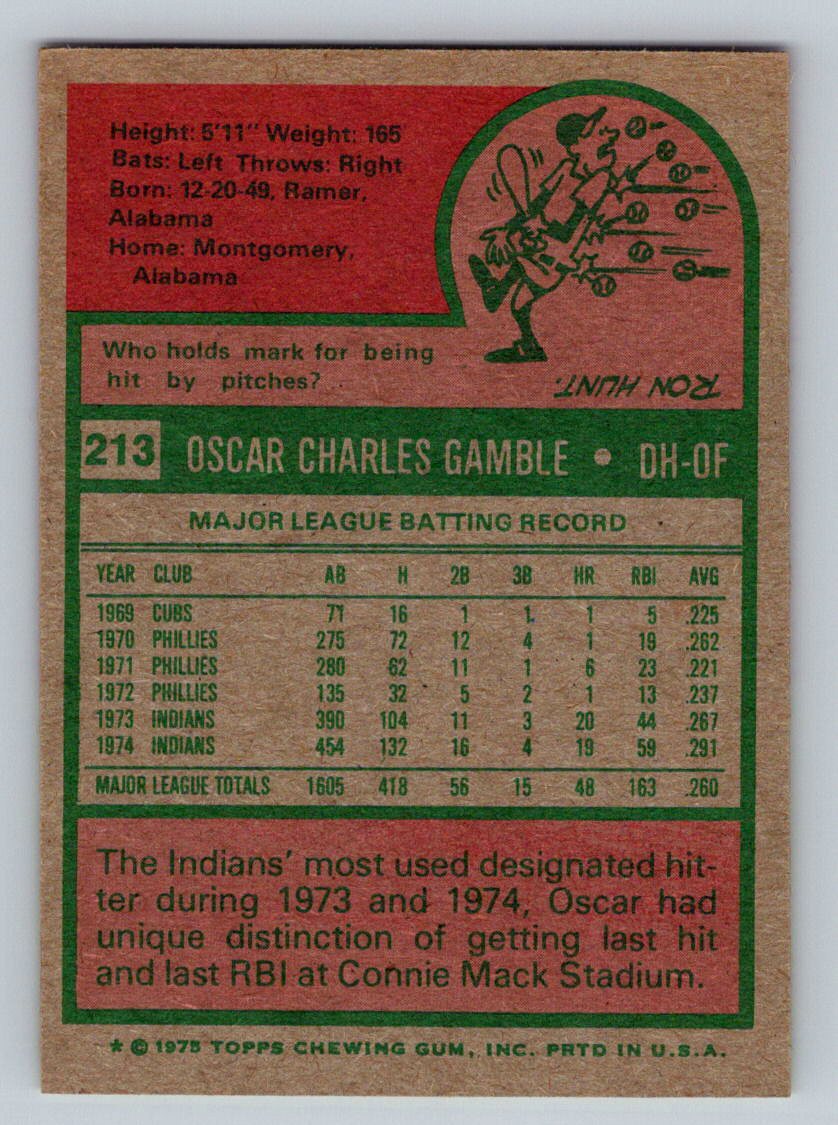 Height: 5'11" Weight: 165
Bats: Left Throws: Right
Born: 12-20-49, Ramer,
Alabama
Home: Montgomery,
Alabama
Who holds mark for being
hit by pitches?
RON HUNT.
213 OSCAR CHARLES GAMBLE • DH-OF
MAJOR LEAGUE BATTING RECORD
YEAR CLUB AB H 2B 3B HR RBI AVG
1969 CUBS 71 16 1 1 1 5 .225
1970 PHILLIES 275 72 12 4 1 19 .262
1971 PHILLIES 280 62 11 1 6 23 .221
1972 PHILLIES 135 32 5 2 1 13 .237
1973 INDIANS 390 104 11 3 20 44 .267
1974 INDIANS 454 132 16 4 19 59 .291
MAJOR LEAGUE TOTALS 1605 418 56 15 48 163 .260
The Indians' most used designated hit-
ter during 1973 and 1974, Oscar had
unique distinction of getting last hit
and last RBI at Connie Mack Stadium.
* © 1975 TOPPS CHEWING GUM, INC. PRTD IN U.S.A.